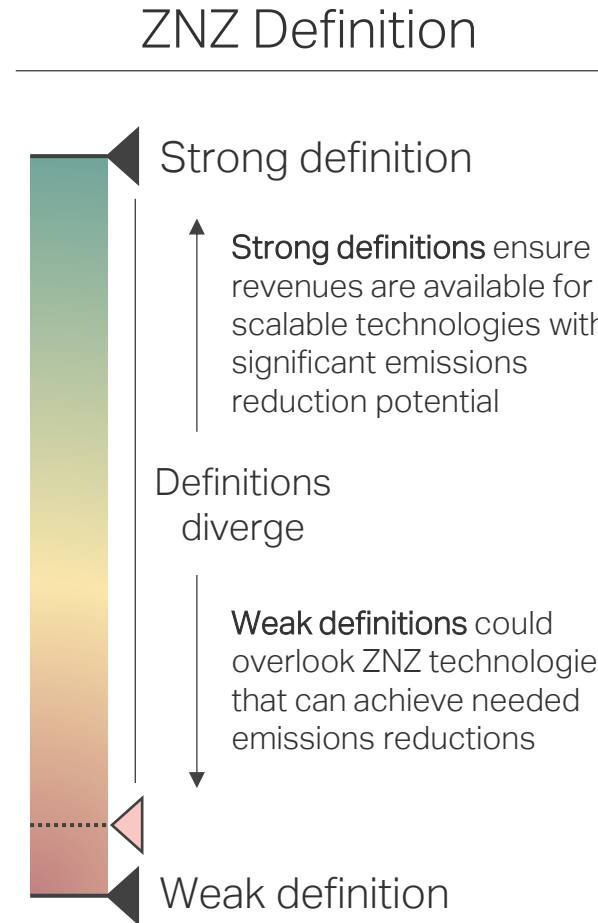 ZNZ Definition
Strong definition
Strong definitions ensure
revenues are available for
scalable technologies with
significant emissions
reduction potential
Definitions
diverge
Weak definitions could
overlook ZNZ technologie
that can achieve needed
emissions reductions
Weak definition